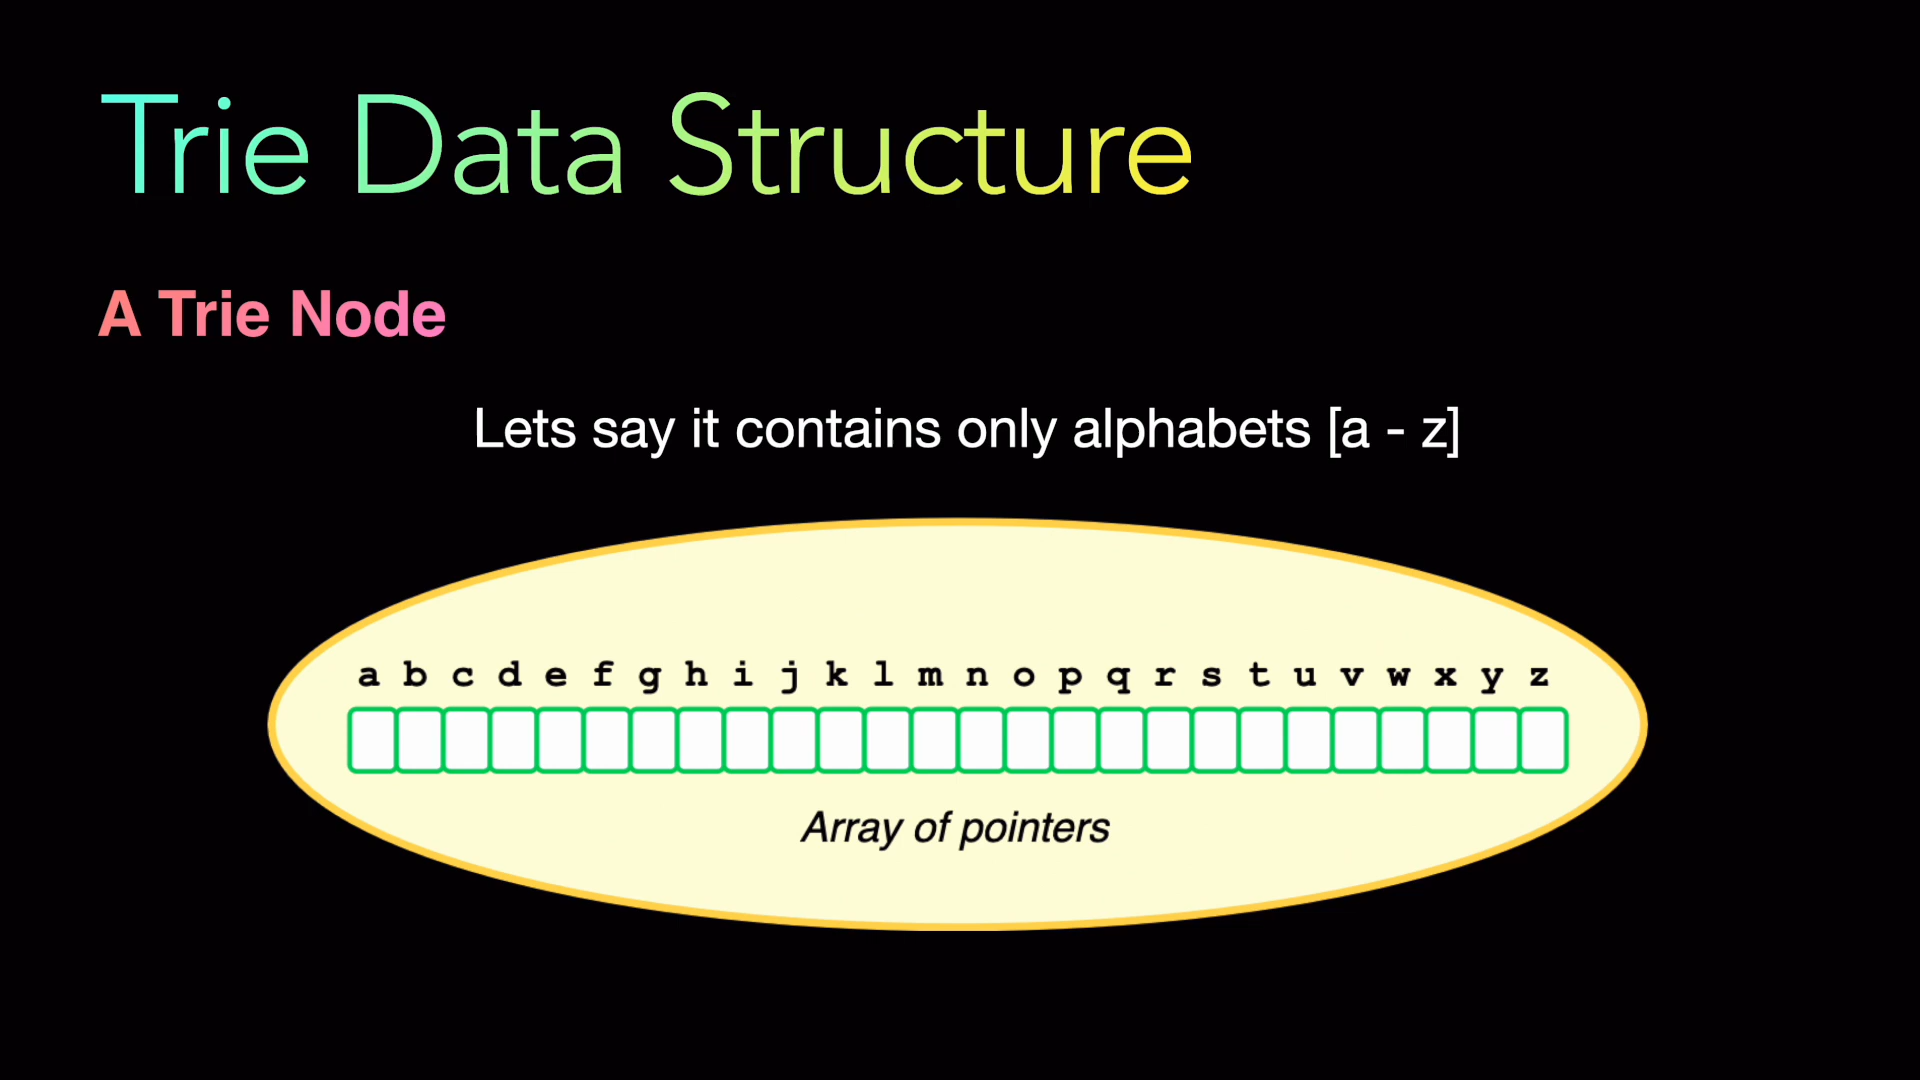 Trie Data Structure
A Trie Node
Lets say it contains only alphabets [a - z]
a b c d e f g h i j k l m n o p q r s t u v w x y z
Array of pointers